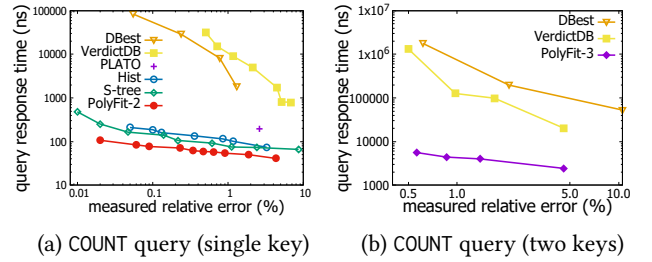 query response time (ns)
100000
10000
1000
100
10
DBest
VerdictDB
PLATO
Hist
S-tree
PolyFit-2
0.01
0.1
1
10
measured relative error (%)
(a) COUNT query (single key)
query response time (ns)
1x10^7
1x10^6
100000
10000
1000
DBest
VerdictDB
PolyFit-3
0.5
1.0
5.0
10.0
measured relative error (%)
(b) COUNT query (two keys)